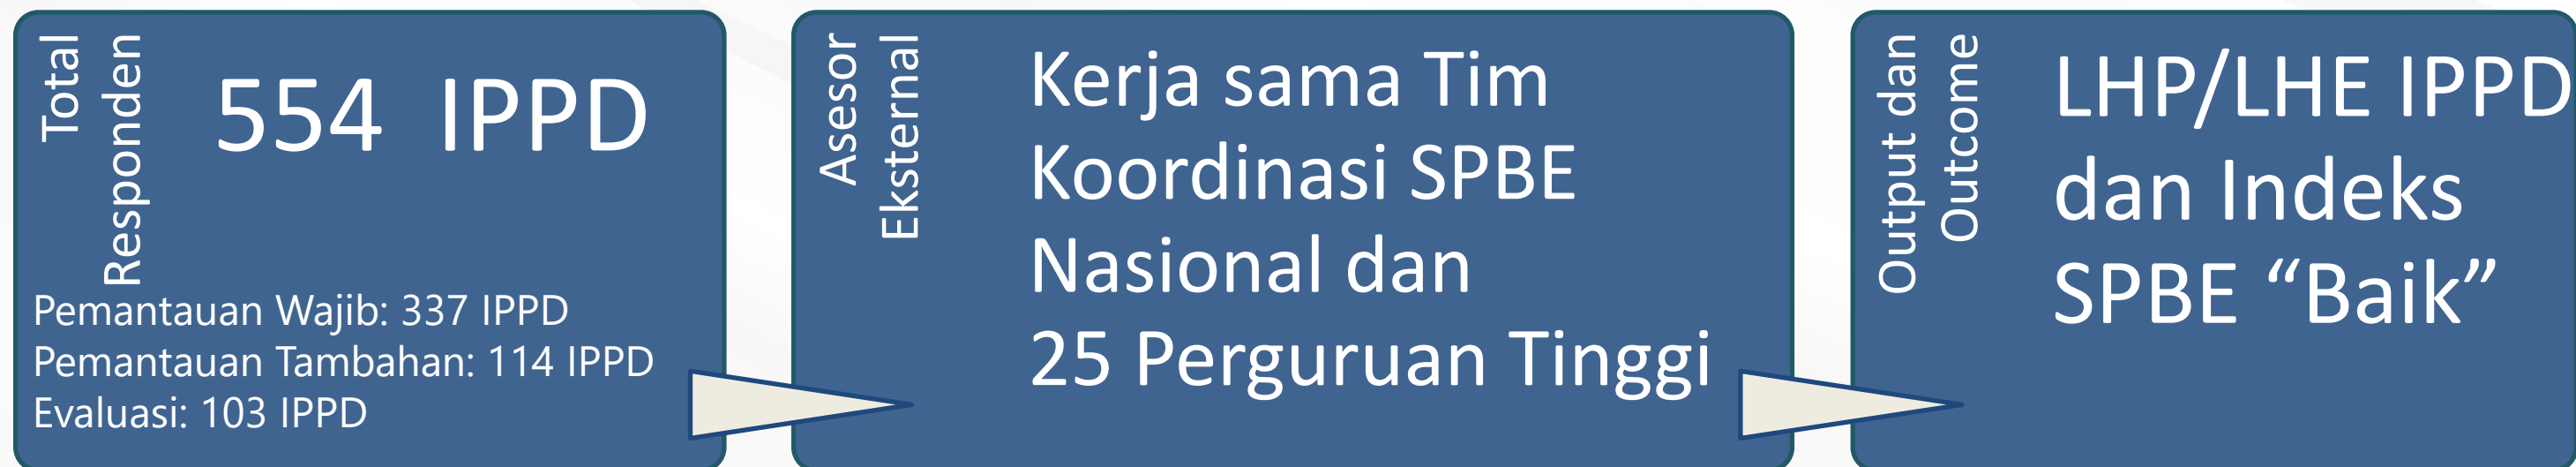 Total
Responden
554 IPPD
Pemantauan Wajib: 337 IPPD
Pemantauan Tambahan: 114 IPPD
Evaluasi: 103 IPPD
Asesor
Eksternal
Kerja sama Tim
Koordinasi SPBE
Nasional dan
25 Perguruan Tinggi
Output dan
Outcome
LHP/LHE IPPD
dan Indeks
SPBE “Baik”